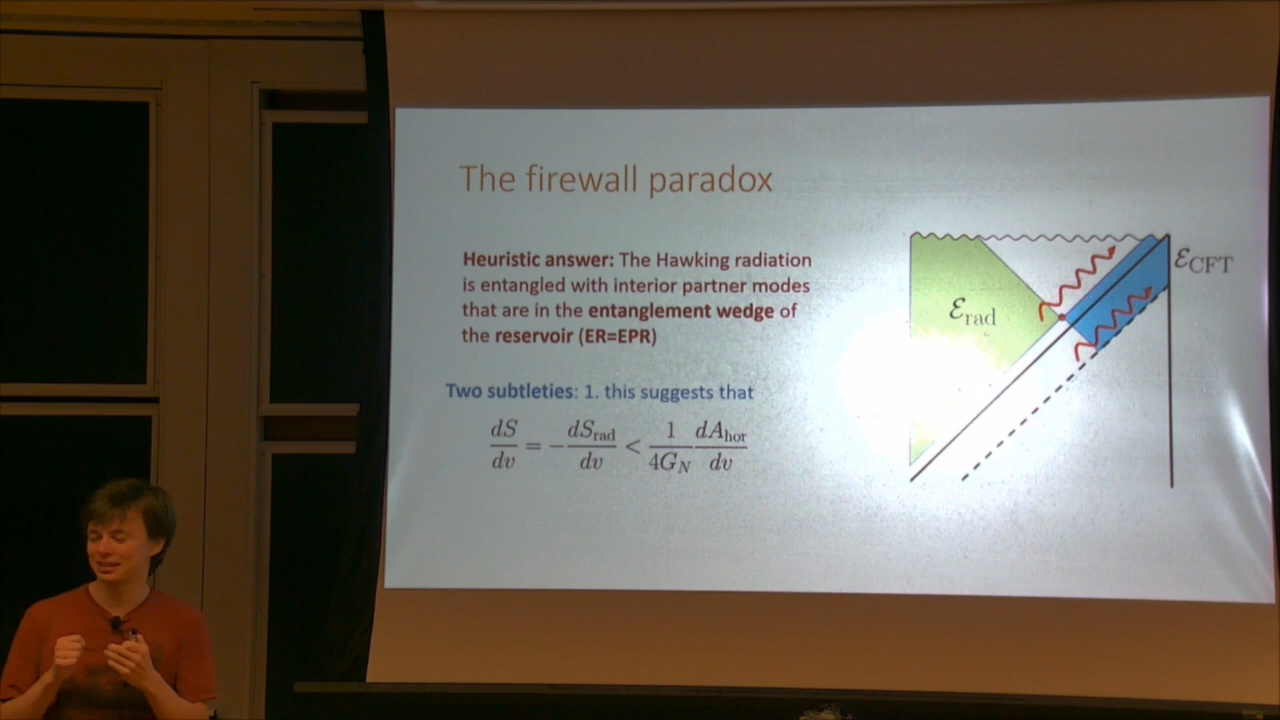 The firewall paradox
Heuristic answer: The Hawking radiation
is entangled with interior partner modes
that are in the entanglement wedge of
the reservoir (ER=EPR)
Two subtleties: 1. this suggests that
dS/dv = −dS_rad/dv < 1/4G_N dA_hor/dv
ℰ_rad
ℰ_CFT